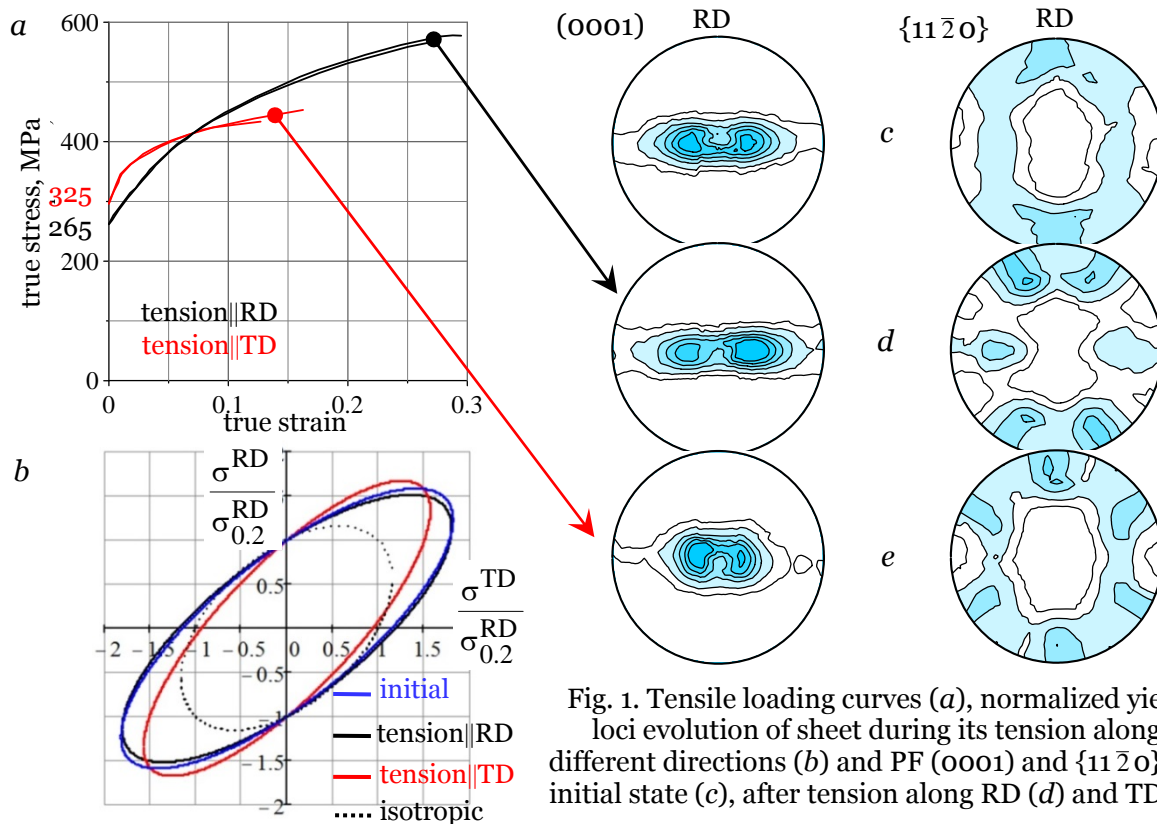 a
600
400
325
265
200
0
true stress, MPa
tension||RD
tension||TD
0 0.1 0.2 0.3
true strain
(0001) RD {11 2̅ 0} RD
c
d
e
b
σ^RD
σ_0.2^RD
σ^TD
σ_0.2^RD
0.5
−2 −1.5 −1 −0.5 0 0.5 1 1.5
−0.5
−1
−1.5
−2
initial
tension||RD
tension||TD
isotropic
Fig. 1. Tensile loading curves (a), normalized yie
loci evolution of sheet during its tension along
different directions (b) and PF (0001) and {11 2̅ 0}
initial state (c), after tension along RD (d) and TD